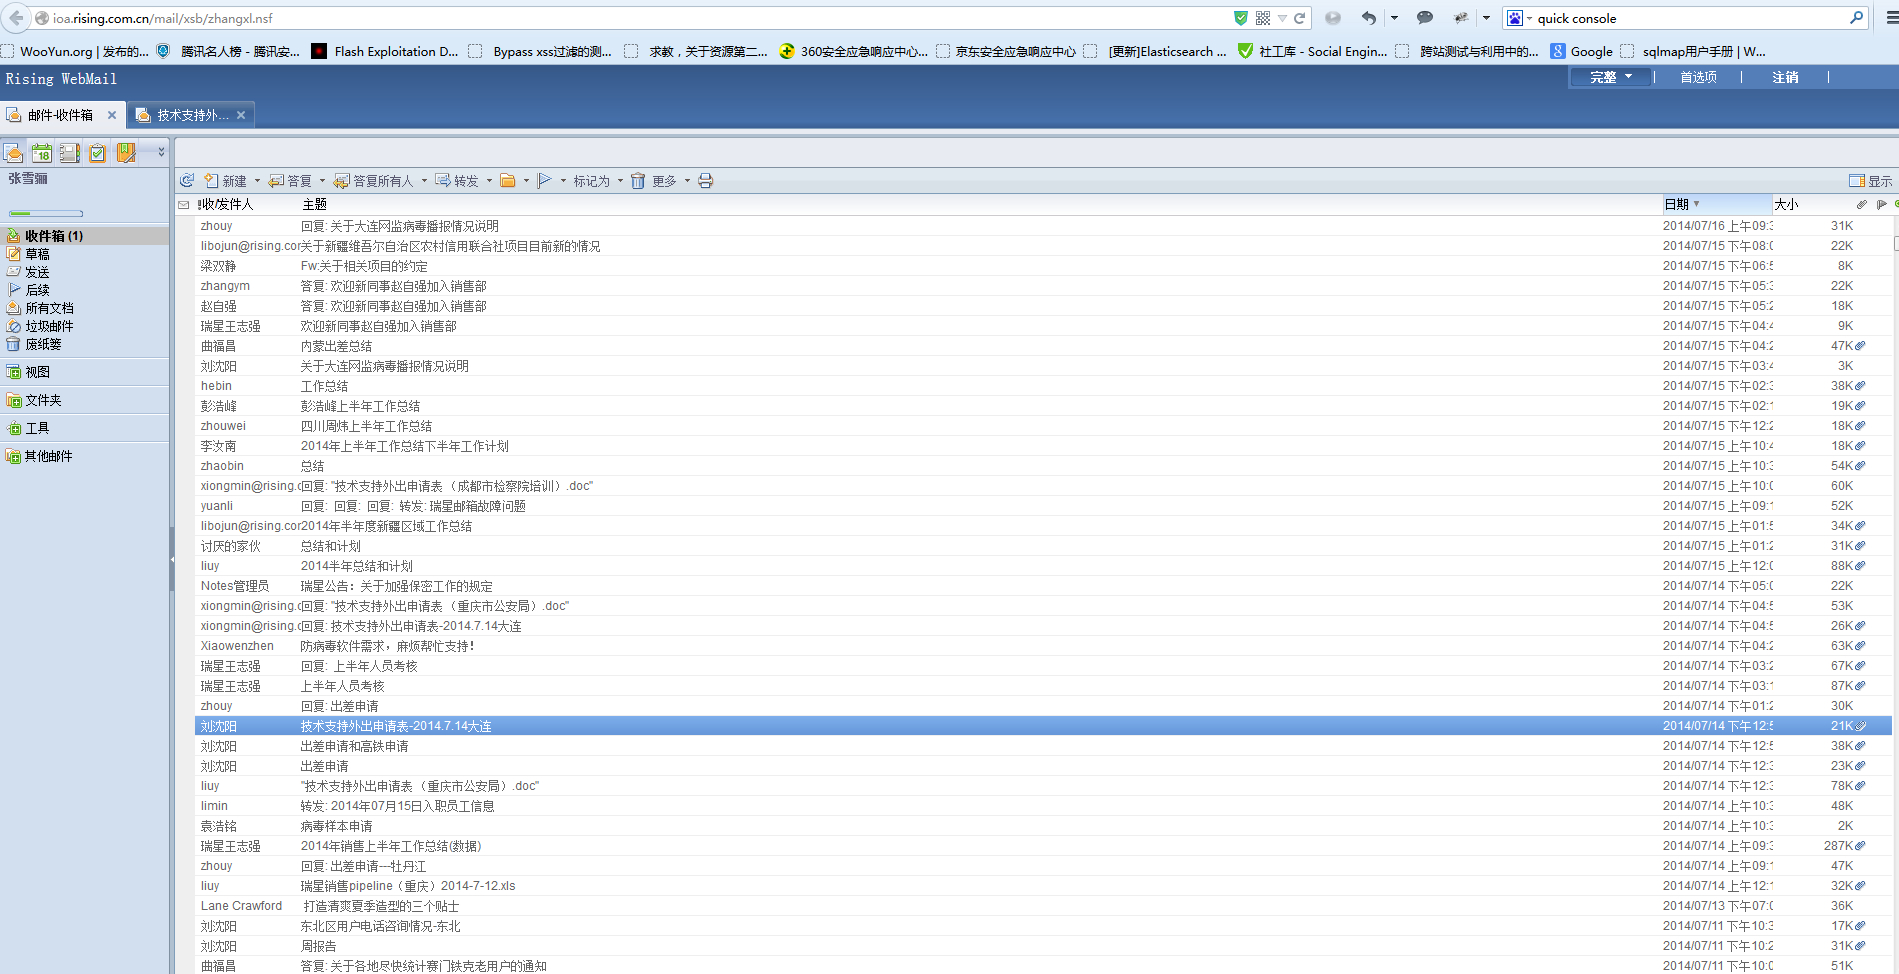 ioa.rising.com.cn/mail/xsb/zhangxl.nsf quick console
WooYun.org | 发布的... 腾讯名人榜 - 腾讯安... Flash Exploitation D... Bypass xss过滤的测... 求教，关于资源第二... 360安全应急响应中心... 京东安全应急响应中心 [更新]Elasticsearch ... 社工库 - Social Engin... 跨站测试与利用中的... Google sqlmap用户手册 | W...
Rising WebMail 完整 | 首选项 | 注销 |
邮件-收件箱 技术支持外...
18
张雪骊
新建 答复 答复所有人 转发 标记为 更多 显示
!收/发件人 主题 日期 大小
收件箱 (1)
草稿
发送
后续
所有文档
垃圾邮件
废纸篓
视图
文件夹
工具
其他邮件
zhouy 回复: 关于大连网监病毒播报情况说明 2014/07/16 上午09:3 31K
libojun@rising.cor关于新疆维吾尔自治区农村信用联合社项目目前新的情况 2014/07/15 下午08:0 22K
梁双静 Fw:关于相关项目的约定 2014/07/15 下午06:5 8K
zhangym 答复: 欢迎新同事赵自强加入销售部 2014/07/15 下午05:3 22K
赵自强 答复: 欢迎新同事赵自强加入销售部 2014/07/15 下午05:2 18K
瑞星王志强 欢迎新同事赵自强加入销售部 2014/07/15 下午04:4 9K
曲福昌 内蒙出差总结 2014/07/15 下午04:2 47K
刘沈阳 关于大连网监病毒播报情况说明 2014/07/15 下午03:4 3K
hebin 工作总结 2014/07/15 下午02:3 38K
彭浩峰 彭浩峰上半年工作总结 2014/07/15 下午02:1 19K
zhouwei 四川周炜上半年工作总结 2014/07/15 下午12:2 18K
李汝南 2014年上半年工作总结下半年工作计划 2014/07/15 上午10:4 18K
zhaobin 总结 2014/07/15 上午10:3 54K
xiongmin@rising.c回复: "技术支持外出申请表 （成都市检察院培训）.doc" 2014/07/15 上午10:0 60K
yuanli 回复: 回复: 回复: 转发: 瑞星邮箱故障问题 2014/07/15 上午09:1 52K
libojun@rising.cor2014年半年度新疆区域工作总结 2014/07/15 上午01:5 34K
讨厌的家伙 总结和计划 2014/07/15 上午01:2 31K
liuy 2014半年总结和计划 2014/07/15 上午12:0 88K
Notes管理员 瑞星公告：关于加强保密工作的规定 2014/07/14 下午05:0 22K
xiongmin@rising.c回复: "技术支持外出申请表 （重庆市公安局）.doc" 2014/07/14 下午04:5 53K
xiongmin@rising.c回复: 技术支持外出申请表-2014.7.14大连 2014/07/14 下午04:5 26K
Xiaowenzhen 防病毒软件需求，麻烦帮忙支持！ 2014/07/14 下午04:2 63K
瑞星王志强 回复: 上半年人员考核 2014/07/14 下午03:2 67K
瑞星王志强 上半年人员考核 2014/07/14 下午03:1 87K
zhouy 回复: 出差申请 2014/07/14 下午01:2 30K
刘沈阳 技术支持外出申请表-2014.7.14大连 2014/07/14 下午12:5 21K
刘沈阳 出差申请和高铁申请 2014/07/14 下午12:5 38K
刘沈阳 出差申请 2014/07/14 下午12:3 23K
liuy "技术支持外出申请表 （重庆市公安局）.doc" 2014/07/14 下午12:3 78K
limin 转发: 2014年07月15日入职员工信息 2014/07/14 上午10:3 48K
袁浩铭 病毒样本申请 2014/07/14 上午10:3 2K
瑞星王志强 2014年销售上半年工作总结(数据) 2014/07/14 上午09:3 287K
zhouy 回复: 出差申请---牡丹江 2014/07/14 上午09:1 47K
liuy 瑞星销售pipeline（重庆）2014-7-12.xls 2014/07/14 上午12:1 32K
Lane Crawford 打造清爽夏季造型的三个贴士 2014/07/13 下午07:0 36K
刘沈阳 东北区用户电话咨询情况-东北 2014/07/11 下午10:3 17K
刘沈阳 周报告 2014/07/11 下午10:2 31K
曲福昌 答复: 关于各地尽快统计赛门铁克老用户的通知 2014/07/11 下午10:0 51K